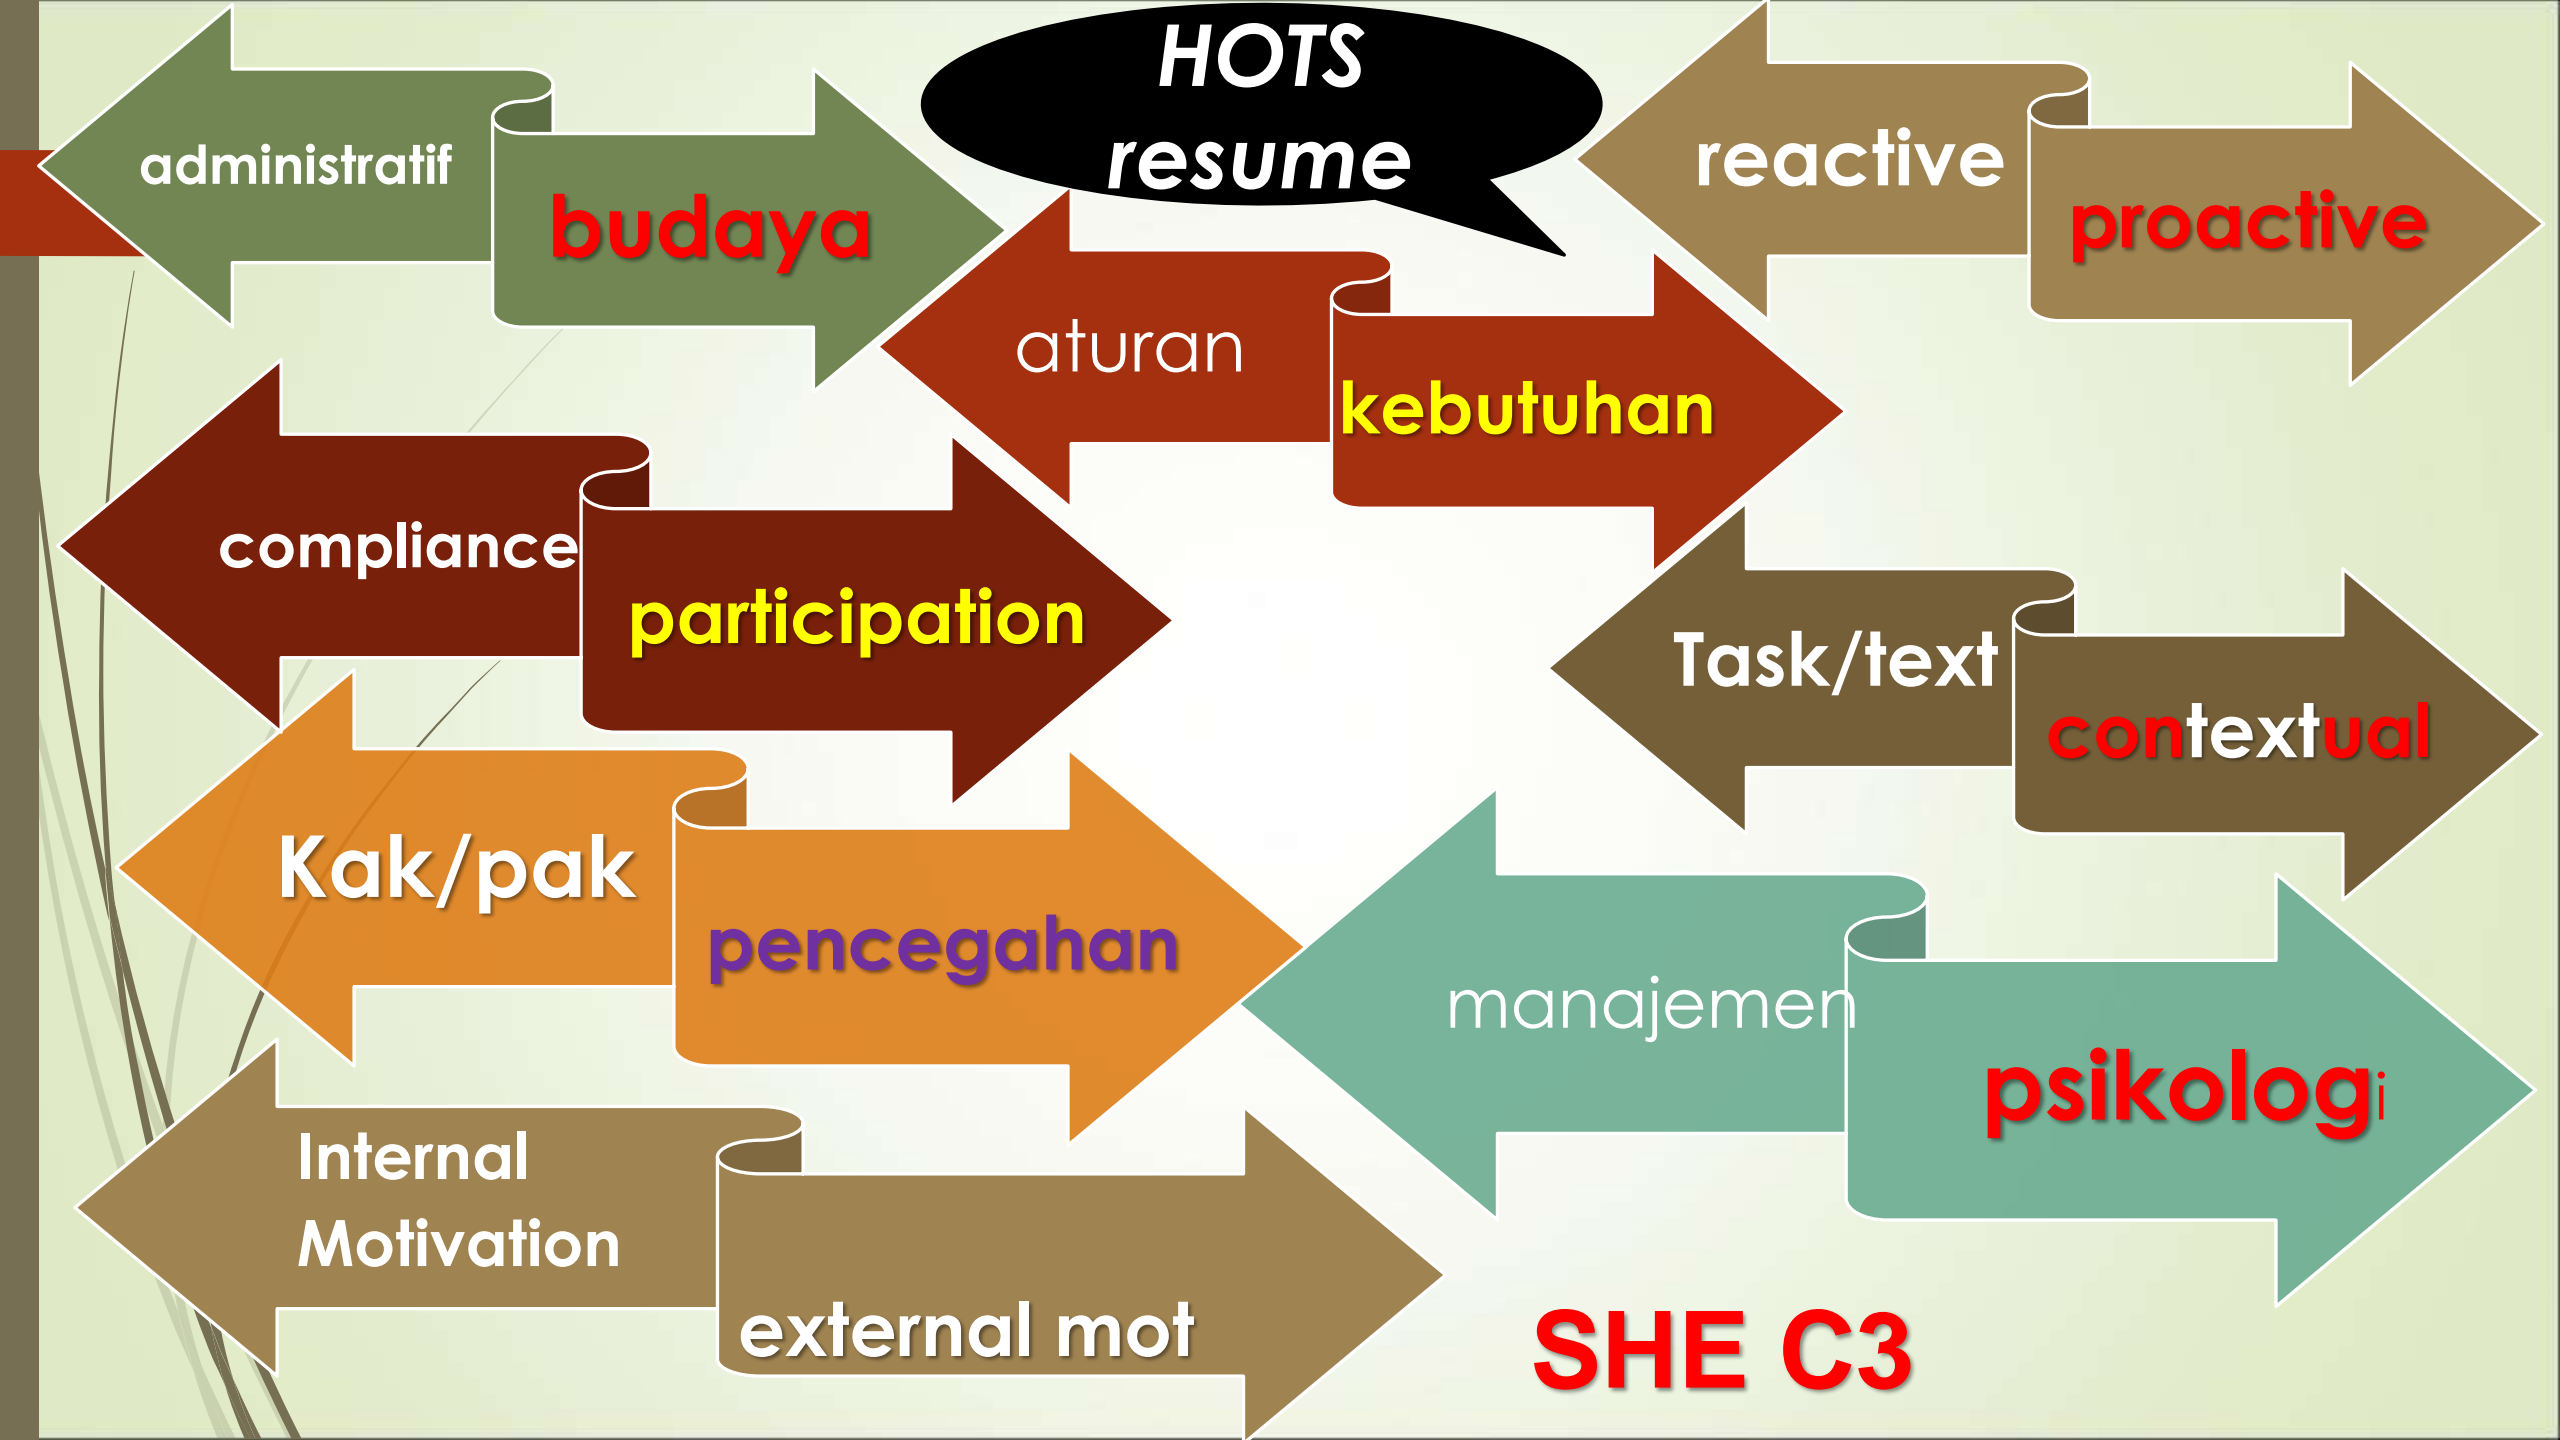 HOTS
resume
administratif
budaya
reactive
proactive
aturan
kebutuhan
compliance
participation
Task/text
contextual
Kak/pak
pencegahan
manajemen
psikologi
Internal
Motivation
external mot
SHE C3